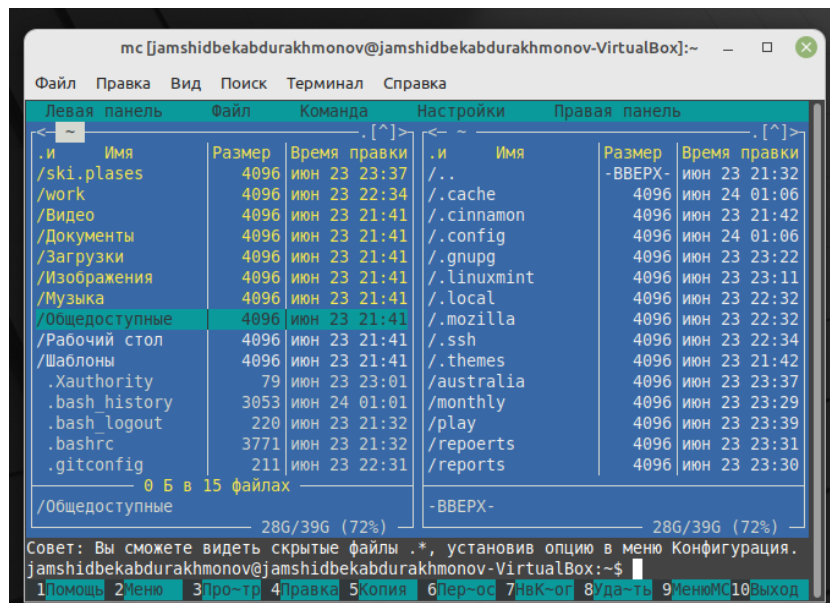 mc [jamshidbekabdurakhmonov@jamshidbekabdurakhmonov-VirtualBox]:~
Файл Правка Вид Поиск Терминал Справка
Левая панель Файл Команда Настройки Правая панель
<- ~ .[^]> <- ~ .[^]>
.и Имя Размер Время правки .и Имя Размер Время правки
/ski.plases 4096 июн 23 23:37 /.. -ВВЕРХ- июн 23 21:32
/work 4096 июн 23 22:34 /.cache 4096 июн 24 01:06
/Видео 4096 июн 23 21:41 /.cinnamon 4096 июн 23 21:42
/Документы 4096 июн 23 21:41 /.config 4096 июн 24 01:06
/Загрузки 4096 июн 23 21:41 /.gnupg 4096 июн 23 23:22
/Изображения 4096 июн 23 21:41 /.linuxmint 4096 июн 23 23:11
/Музыка 4096 июн 23 21:41 /.local 4096 июн 23 22:32
/Общедоступные 4096 июн 23 21:41 /.mozilla 4096 июн 23 22:32
/Рабочий стол 4096 июн 23 21:41 /.ssh 4096 июн 23 22:34
/Шаблоны 4096 июн 23 21:41 /.themes 4096 июн 23 21:42
.Xauthority 79 июн 23 23:01 /australia 4096 июн 23 23:37
.bash_history 3053 июн 24 01:01 /monthly 4096 июн 23 23:29
.bash_logout 220 июн 23 21:32 /play 4096 июн 23 23:39
.bashrc 3771 июн 23 21:32 /repoerts 4096 июн 23 23:31
.gitconfig 211 июн 23 22:31 /reports 4096 июн 23 23:30
0 Б в 15 файлах
/Общедоступные -ВВЕРХ-
28G/39G (72%) 28G/39G (72%)
Совет: Вы сможете видеть скрытые файлы .*, установив опцию в меню Конфигурация.
jamshidbekabdurakhmonov@jamshidbekabdurakhmonov-VirtualBox:~$
1Помощь 2Меню 3Про~тр 4Правка 5Копия 6Пер~ос 7НвК~ог 8Уда~ть 9МенюМС 10Выход